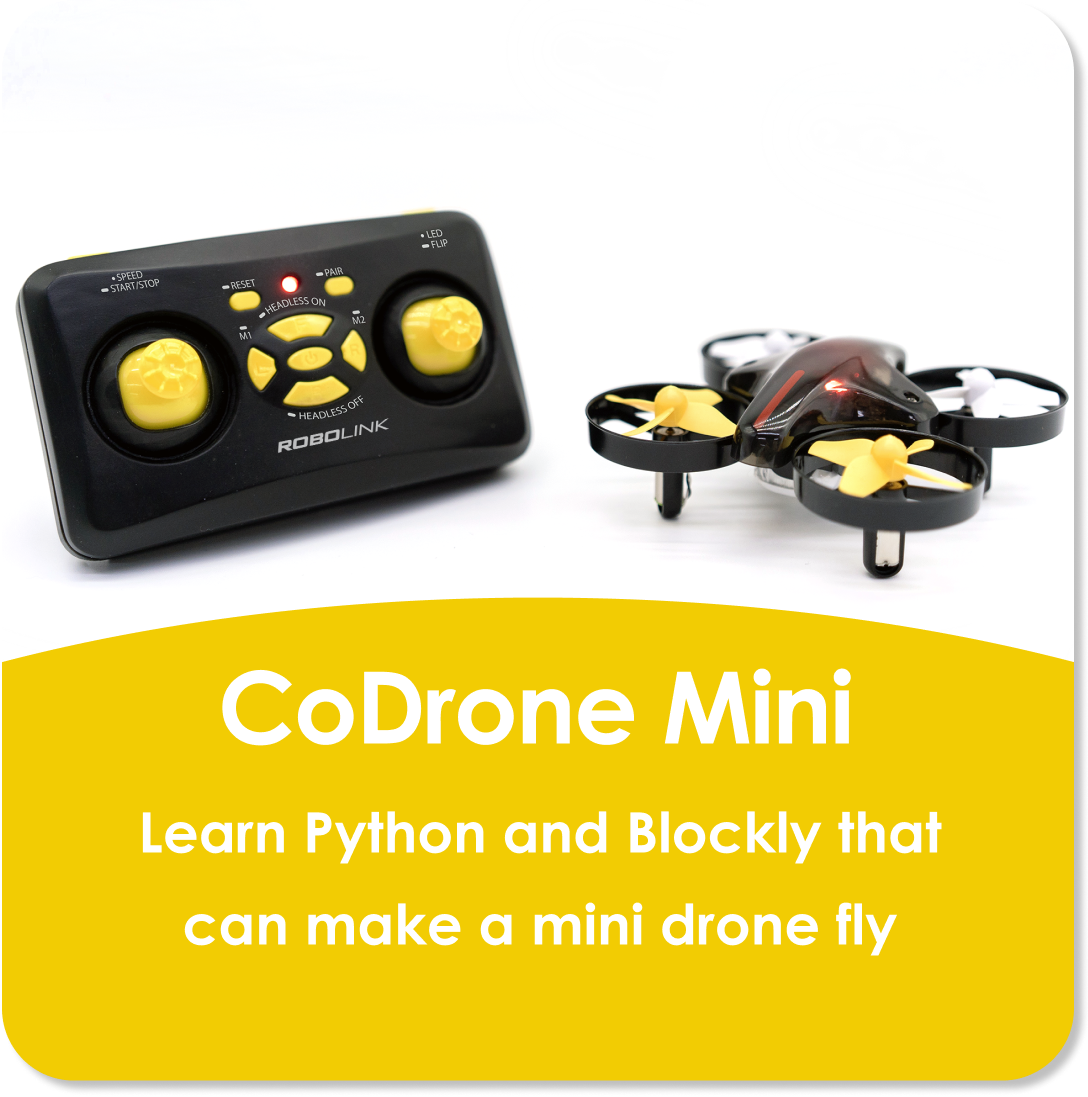 LED
FLIP
SPEED
START/STOP
RESET
PAIR
HEADLESS ON
M1
M2
L
R
HEADLESS OFF
ROBOLINK
CoDrone Mini
Learn Python and Blockly that
can make a mini drone fly